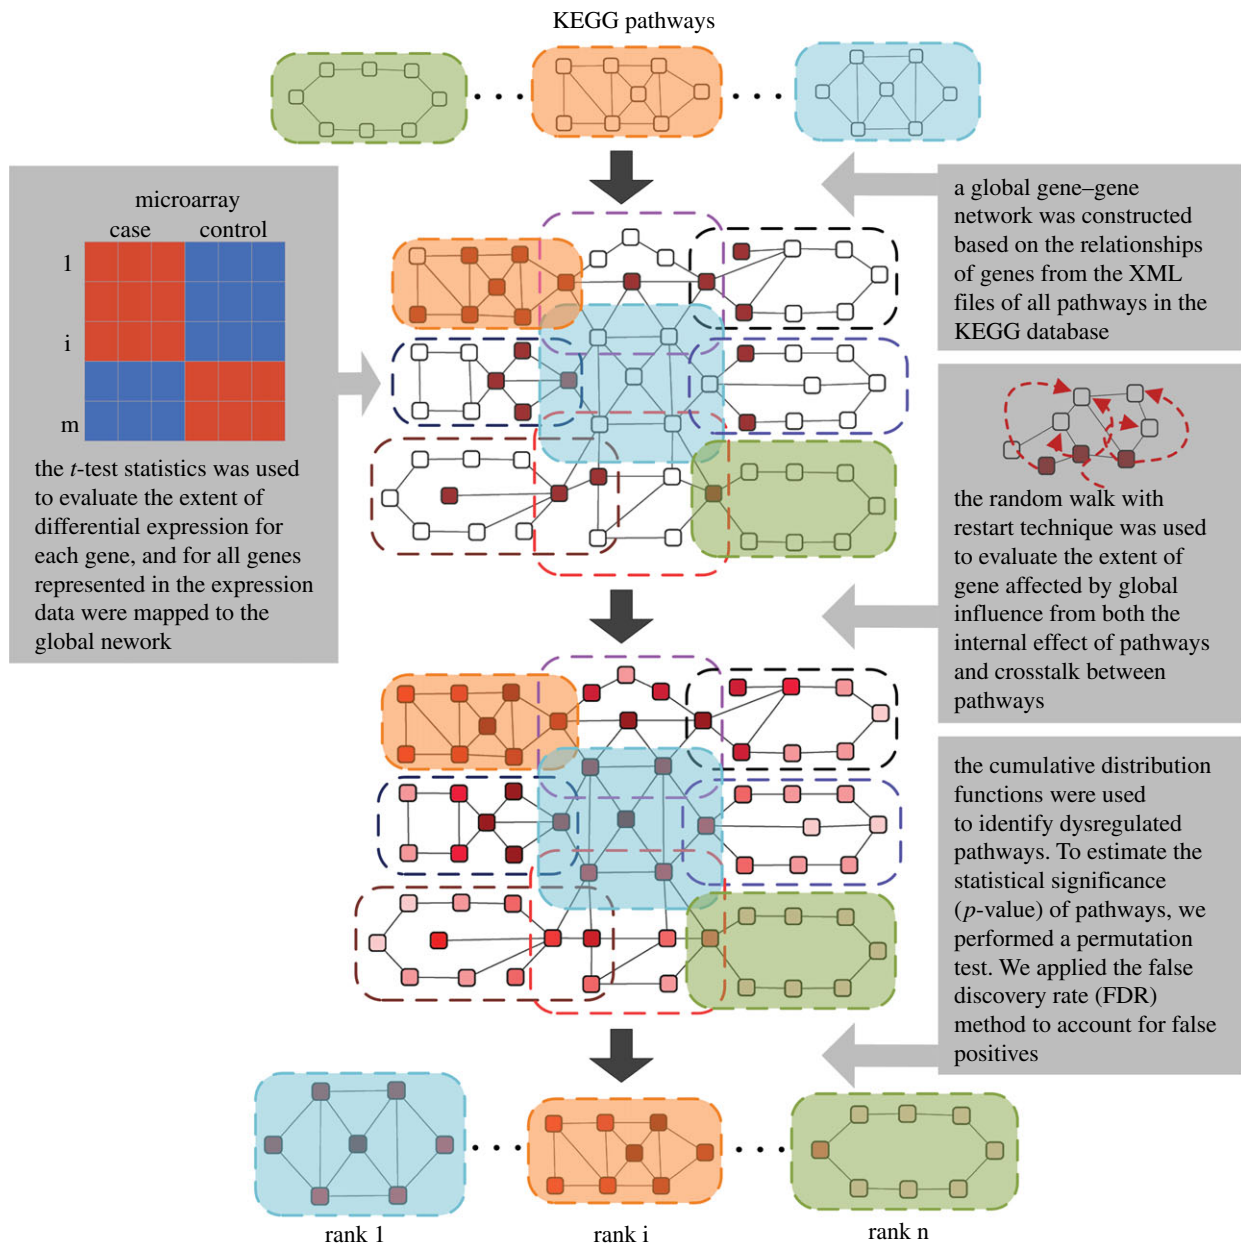 KEGG pathways
microarray
case control
1
i
m
the t-test statistics was used
to evaluate the extent of
differential expression for
each gene, and for all genes
represented in the expression
data were mapped to the
global nework
a global gene–gene
network was constructed
based on the relationships
of genes from the XML
files of all pathways in the
KEGG database
the random walk with
restart technique was used
to evaluate the extent of
gene affected by global
influence from both the
internal effect of pathways
and crosstalk between
pathways
the cumulative distribution
functions were used
to identify dysregulated
pathways. To estimate the
statistical significance
(p-value) of pathways, we
performed a permutation
test. We applied the false
discovery rate (FDR)
method to account for false
positives
rank 1
rank i
rank n